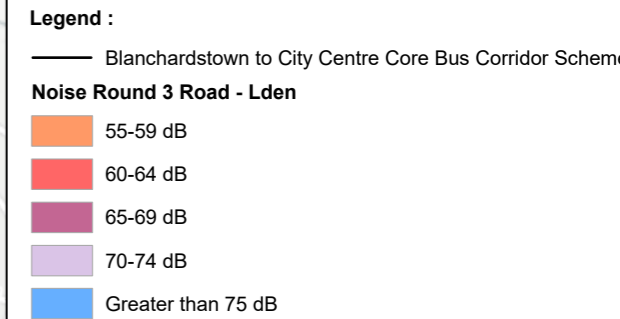 Legend :
Blanchardstown to City Centre Core Bus Corridor Scheme
Noise Round 3 Road - Lden
55-59 dB
60-64 dB
65-69 dB
70-74 dB
Greater than 75 dB